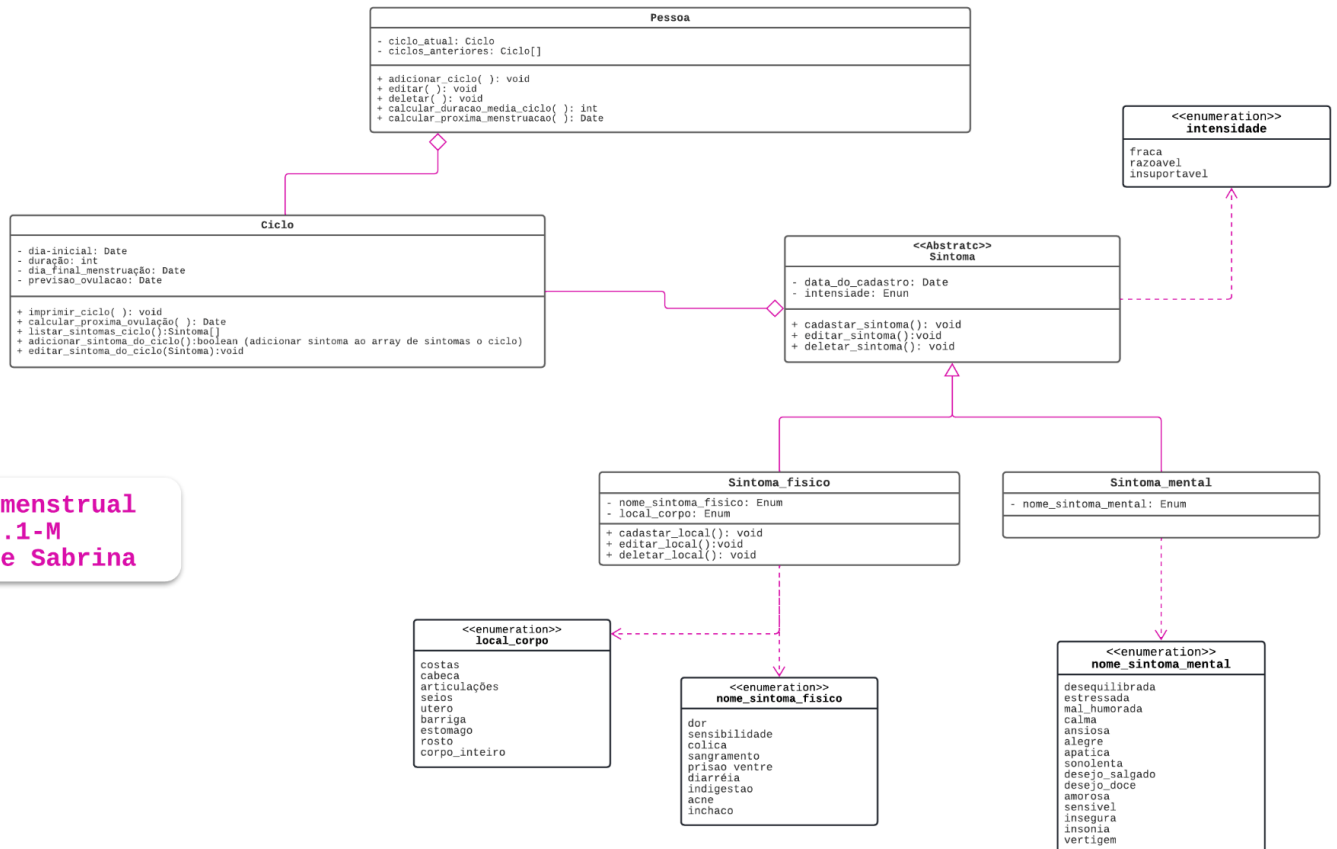 Pessoa
- ciclo_atual: Ciclo
- ciclos_anteriores: Ciclo[]
+ adicionar_ciclo( ): void
+ editar( ): void
+ deletar( ): void
+ calcular_duracao_media_ciclo( ): int
+ calcular_proxima_menstruacao( ): Date
<<enumeration>>
intensidade
fraca
razoavel
insuportavel
Ciclo
- dia-inicial: Date
- duração: int
- dia_final_menstruação: Date
- previsao_ovulacao: Date
+ imprimir_ciclo( ): void
+ calcular_proxima_ovulação( ): Date
+ listar_sintomas_ciclo():Sintoma[]
+ adicionar_sintoma_do_ciclo():boolean (adicionar sintoma ao array de sintomas o ciclo)
+ editar_sintoma_do_ciclo(Sintoma):void
<<Abstratc>>
Sintoma
- data_do_cadastro: Date
- intensiade: Enun
+ cadastar_sintoma(): void
+ editar_sintoma():void
+ deletar_sintoma(): void
menstrual
.1-M
e Sabrina
Sintoma_fisico
- nome_sintoma_fisico: Enum
- local_corpo: Enum
+ cadastar_local(): void
+ editar_local():void
+ deletar_local(): void
Sintoma_mental
- nome_sintoma_mental: Enum
<<enumeration>>
local_corpo
costas
cabeca
articulações
seios
utero
barriga
estomago
rosto
corpo_inteiro
<<enumeration>>
nome_sintoma_fisico
dor
sensibilidade
colica
sangramento
prisao ventre
diarréia
indigestao
acne
inchaco
<<enumeration>>
nome_sintoma_mental
desequilibrada
estressada
mal_humorada
calma
ansiosa
alegre
apatica
sonolenta
desejo_salgado
desejo_doce
amorosa
sensivel
insegura
insonia
vertigem